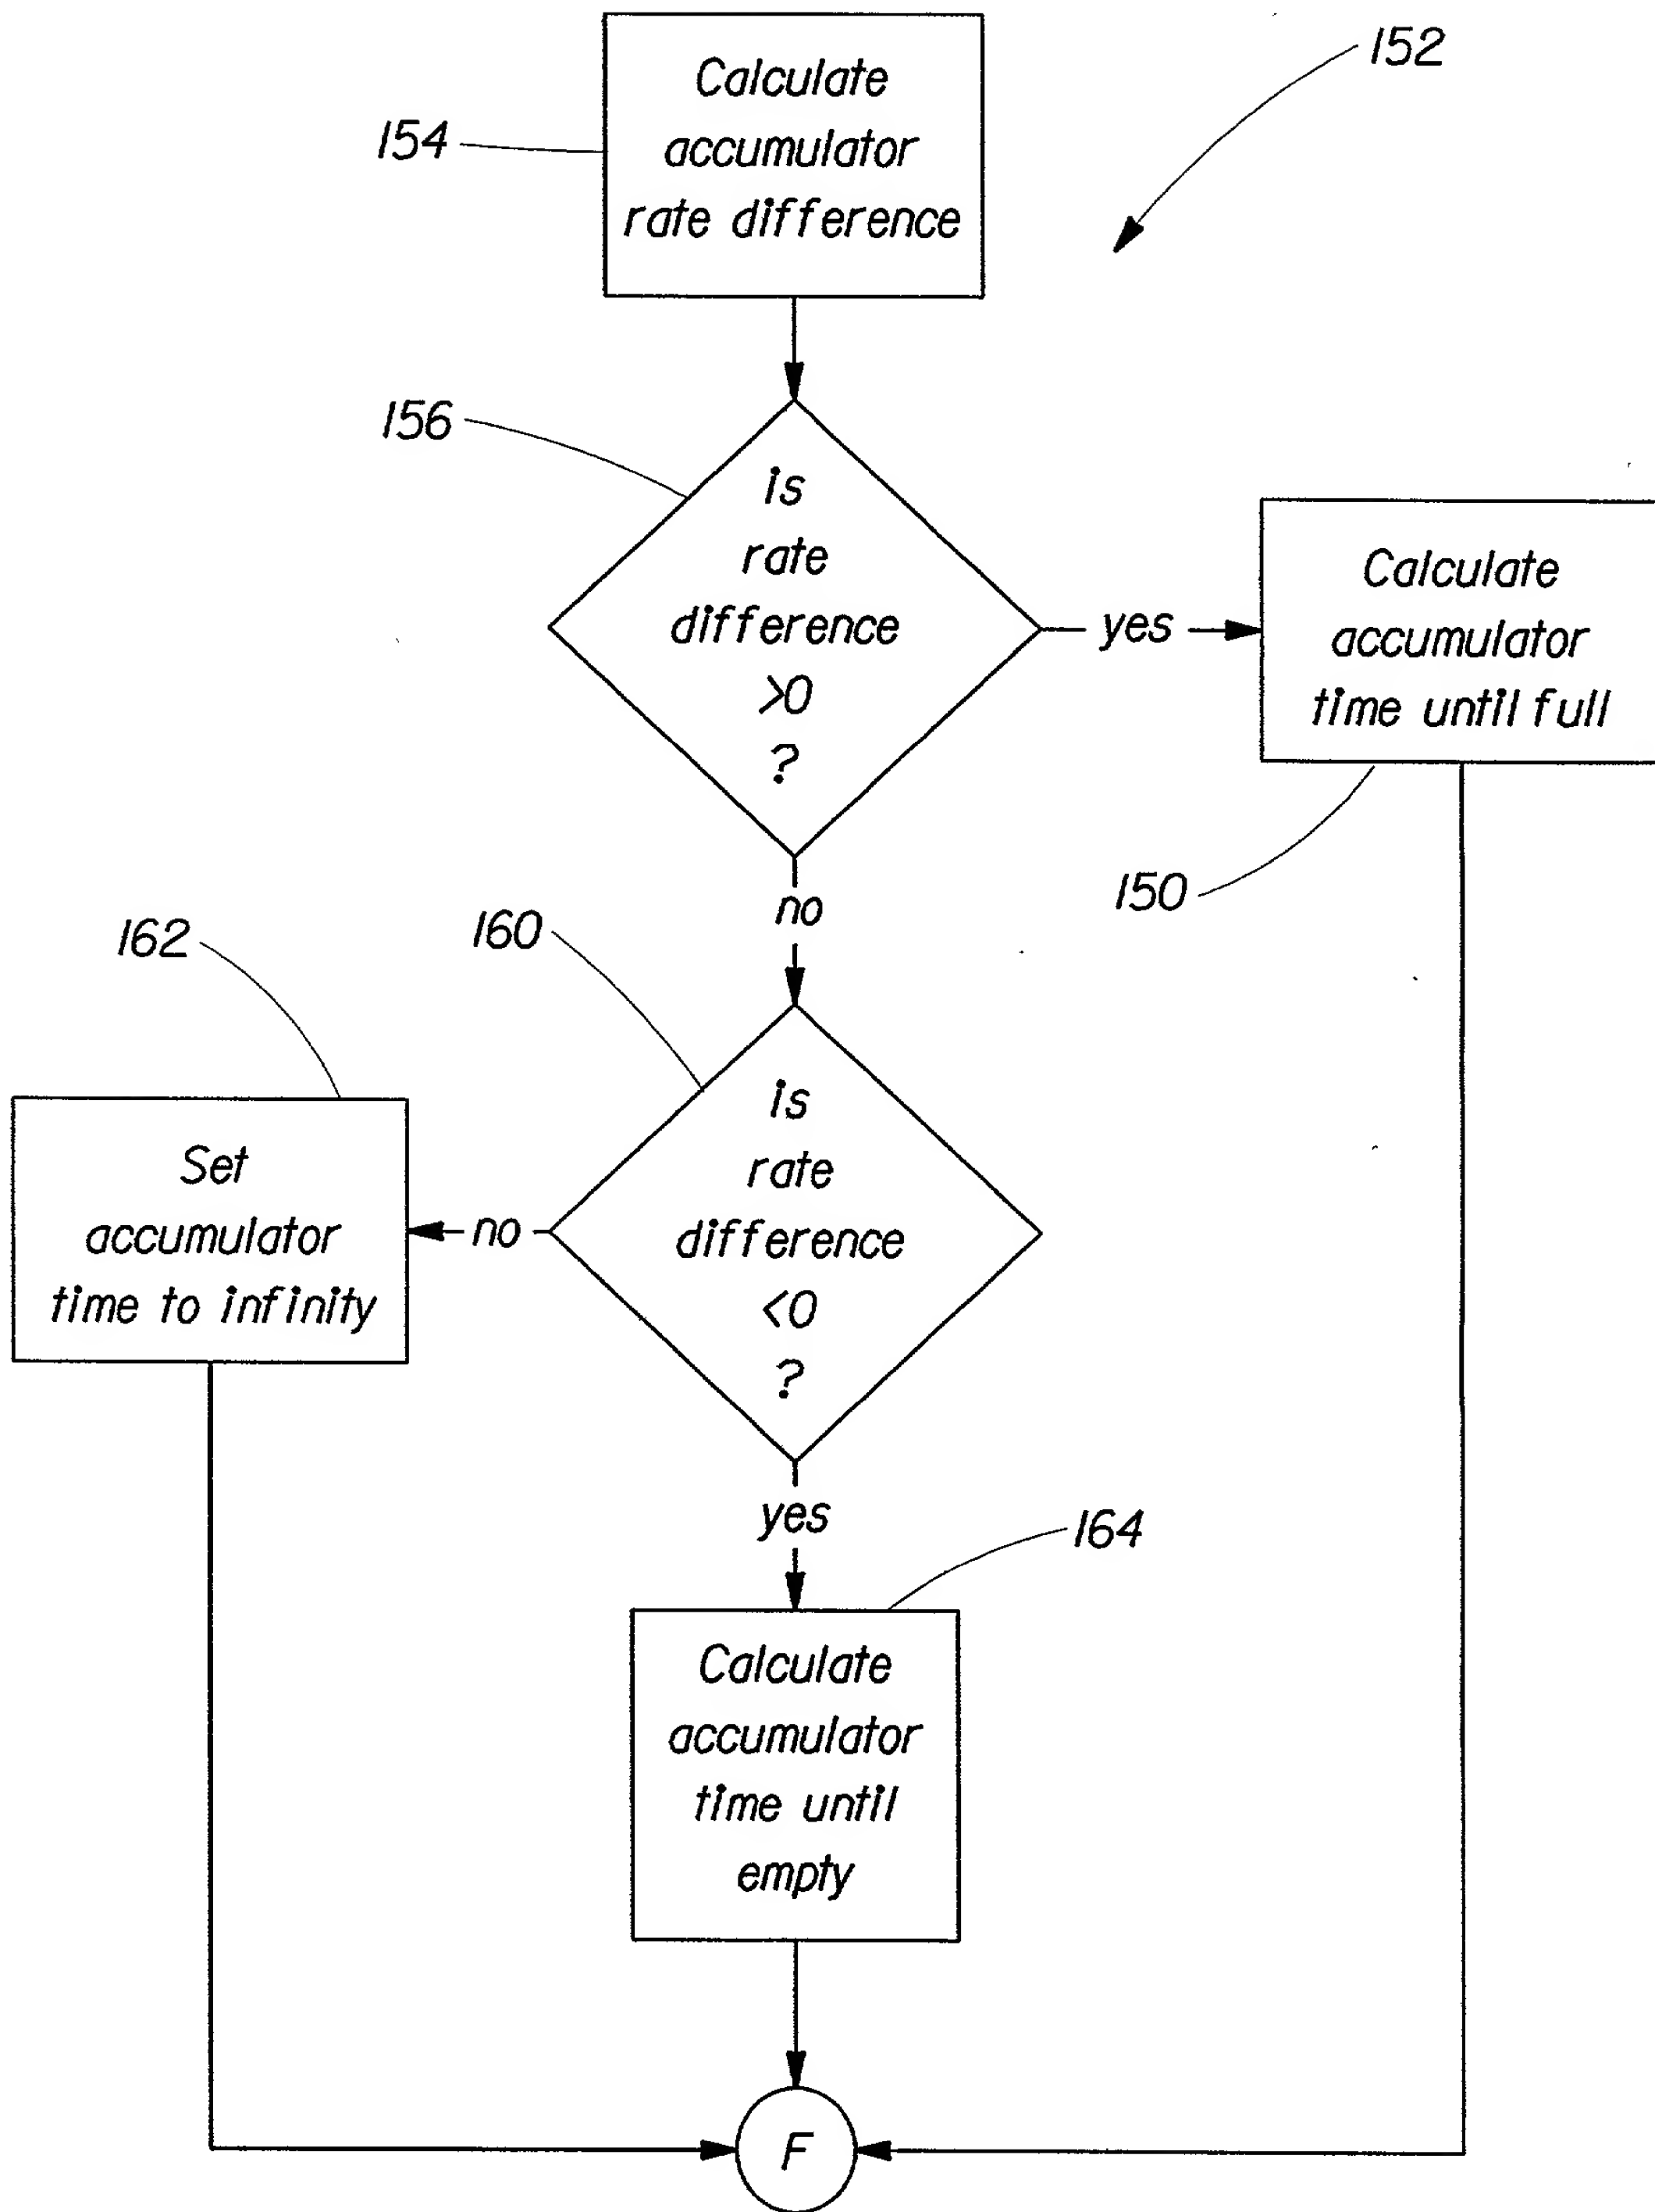 Calculate
accumulator
rate difference
152
154
156
is
rate
difference
>0
?
yes
Calculate
accumulator
time until full
150
no
162
160
is
rate
difference
<0
?
no
Set
accumulator
time to infinity
yes
164
Calculate
accumulator
time until
empty
F